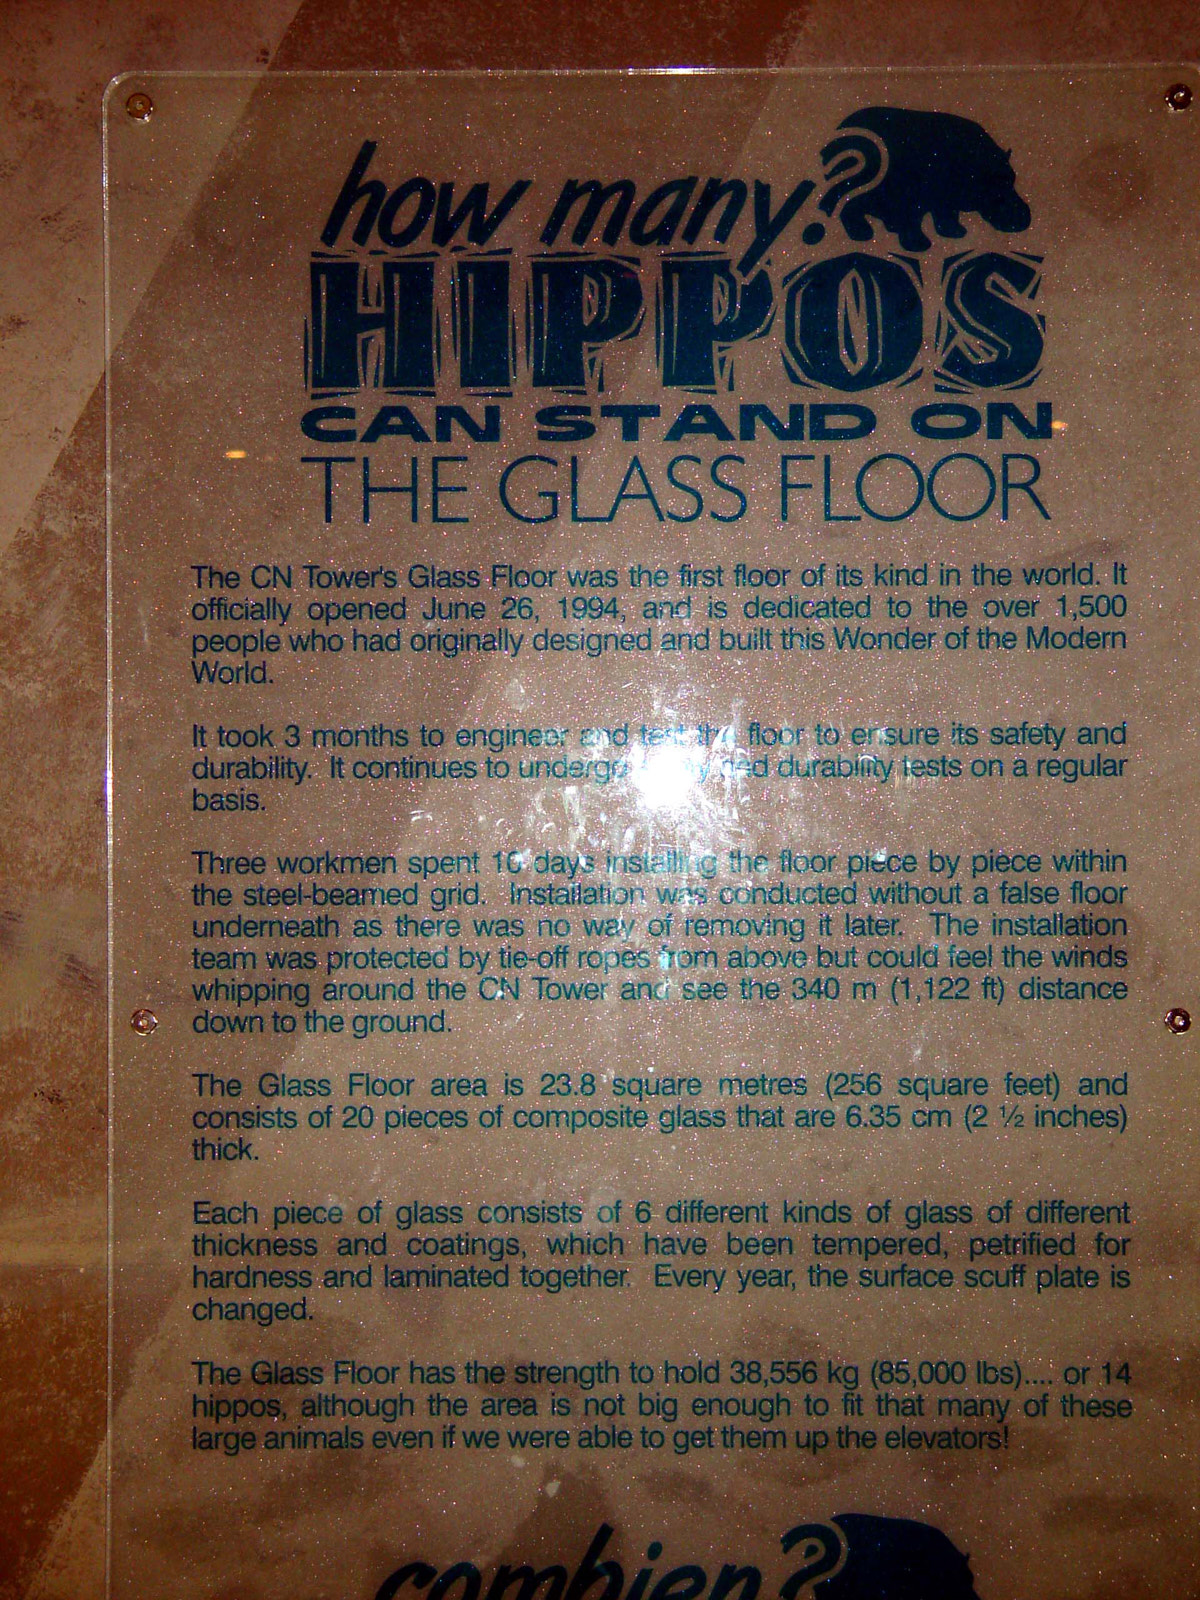 how many?
HIPPOS
CAN STAND ON
THE GLASS FLOOR
The CN Tower's Glass Floor was the first floor of its kind in the world. It
officially opened June 26, 1994, and is dedicated to the over 1,500
people who had originally designed and built this Wonder of the Modern
World.
It took 3 months to engineer and test the floor to ensure its safety and
durability. It continues to undergo durability tests on a regular
basis.
Three workmen spent 10 days installing the floor piece by piece within
the steel-beamed grid. Installation was conducted without a false floor
underneath as there was no way of removing it later. The installation
team was protected by tie-off ropes from above but could feel the winds
whipping around the CN Tower and see the 340 m (1,122 ft) distance
down to the ground.
The Glass Floor area is 23.8 square metres (256 square feet) and
consists of 20 pieces of composite glass that are 6.35 cm (2 ½ inches)
thick.
Each piece of glass consists of 6 different kinds of glass of different
thickness and coatings, which have been tempered, petrified for
hardness and laminated together. Every year, the surface scuff plate is
changed.
The Glass Floor has the strength to hold 38,556 kg (85,000 lbs).... or 14
hippos, although the area is not big enough to fit that many of these
large animals even if we were able to get them up the elevators!
combien?